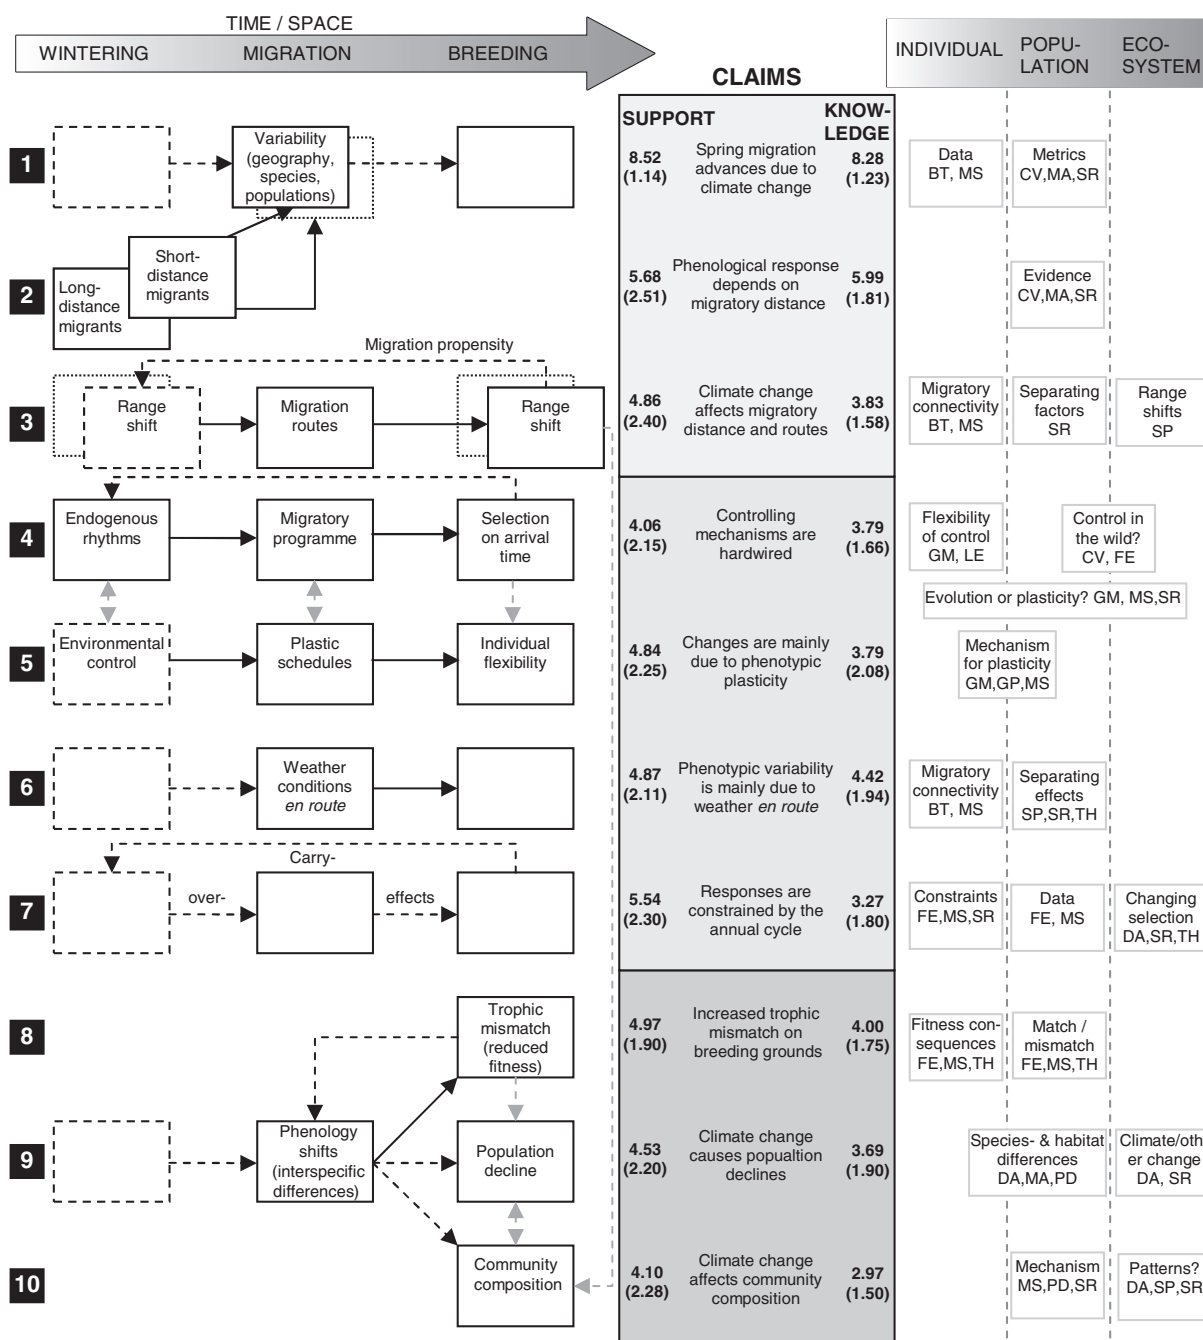 TIME / SPACE
WINTERING MIGRATION BREEDING
INDIVIDUAL
POPU-
LATION
ECO-
SYSTEM
CLAIMS
SUPPORT
KNOW-
LEDGE
1
Variability
(geography,
species,
populations)
8.52
(1.14)
Spring migration
advances due to
climate change
8.28
(1.23)
Data
BT, MS
Metrics
CV,MA,SR
2
Short-
distance
migrants
Long-
distance
migrants
5.68
(2.51)
Phenological response
depends on
migratory distance
5.99
(1.81)
Evidence
CV,MA,SR
Migration propensity
3
Range
shift
Migration
routes
Range
shift
4.86
(2.40)
Climate change
affects migratory
distance and routes
3.83
(1.58)
Migratory
connectivity
BT, MS
Separating
factors
SR
Range
shifts
SP
4
Endogenous
rhythms
Migratory
programme
Selection
on arrival
time
4.06
(2.15)
Controlling
mechanisms are
hardwired
3.79
(1.66)
Flexibility
of control
GM, LE
Control in
the wild?
CV, FE
Evolution or plasticity? GM, MS,SR
5
Environmental
control
Plastic
schedules
Individual
flexibility
4.84
(2.25)
Changes are mainly
due to phenotypic
plasticity
3.79
(2.08)
Mechanism
for plasticity
GM,GP,MS
6
Weather
conditions
en route
4.87
(2.11)
Phenotypic variability
is mainly due to
weather en route
4.42
(1.94)
Migratory
connectivity
BT, MS
Separating
effects
SP,SR,TH
Carry-
7
over-
effects
5.54
(2.30)
Responses are
constrained by the
annual cycle
3.27
(1.80)
Constraints
FE,MS,SR
Data
FE, MS
Changing
selection
DA,SR,TH
8
Trophic
mismatch
(reduced
fitness)
4.97
(1.90)
Increased trophic
mismatch on
breeding grounds
4.00
(1.75)
Fitness con-
sequences
FE,MS,TH
Match /
mismatch
FE,MS,TH
9
Phenology
shifts
(interspecific
differences)
Population
decline
4.53
(2.20)
Climate change
causes popualtion
declines
3.69
(1.90)
Species- & habitat
differences
DA,MA,PD
Climate/oth
er change
DA, SR
10
Community
composition
4.10
(2.28)
Climate change
affects community
composition
2.97
(1.50)
Mechanism
MS,PD,SR
Patterns?
DA,SP,SR